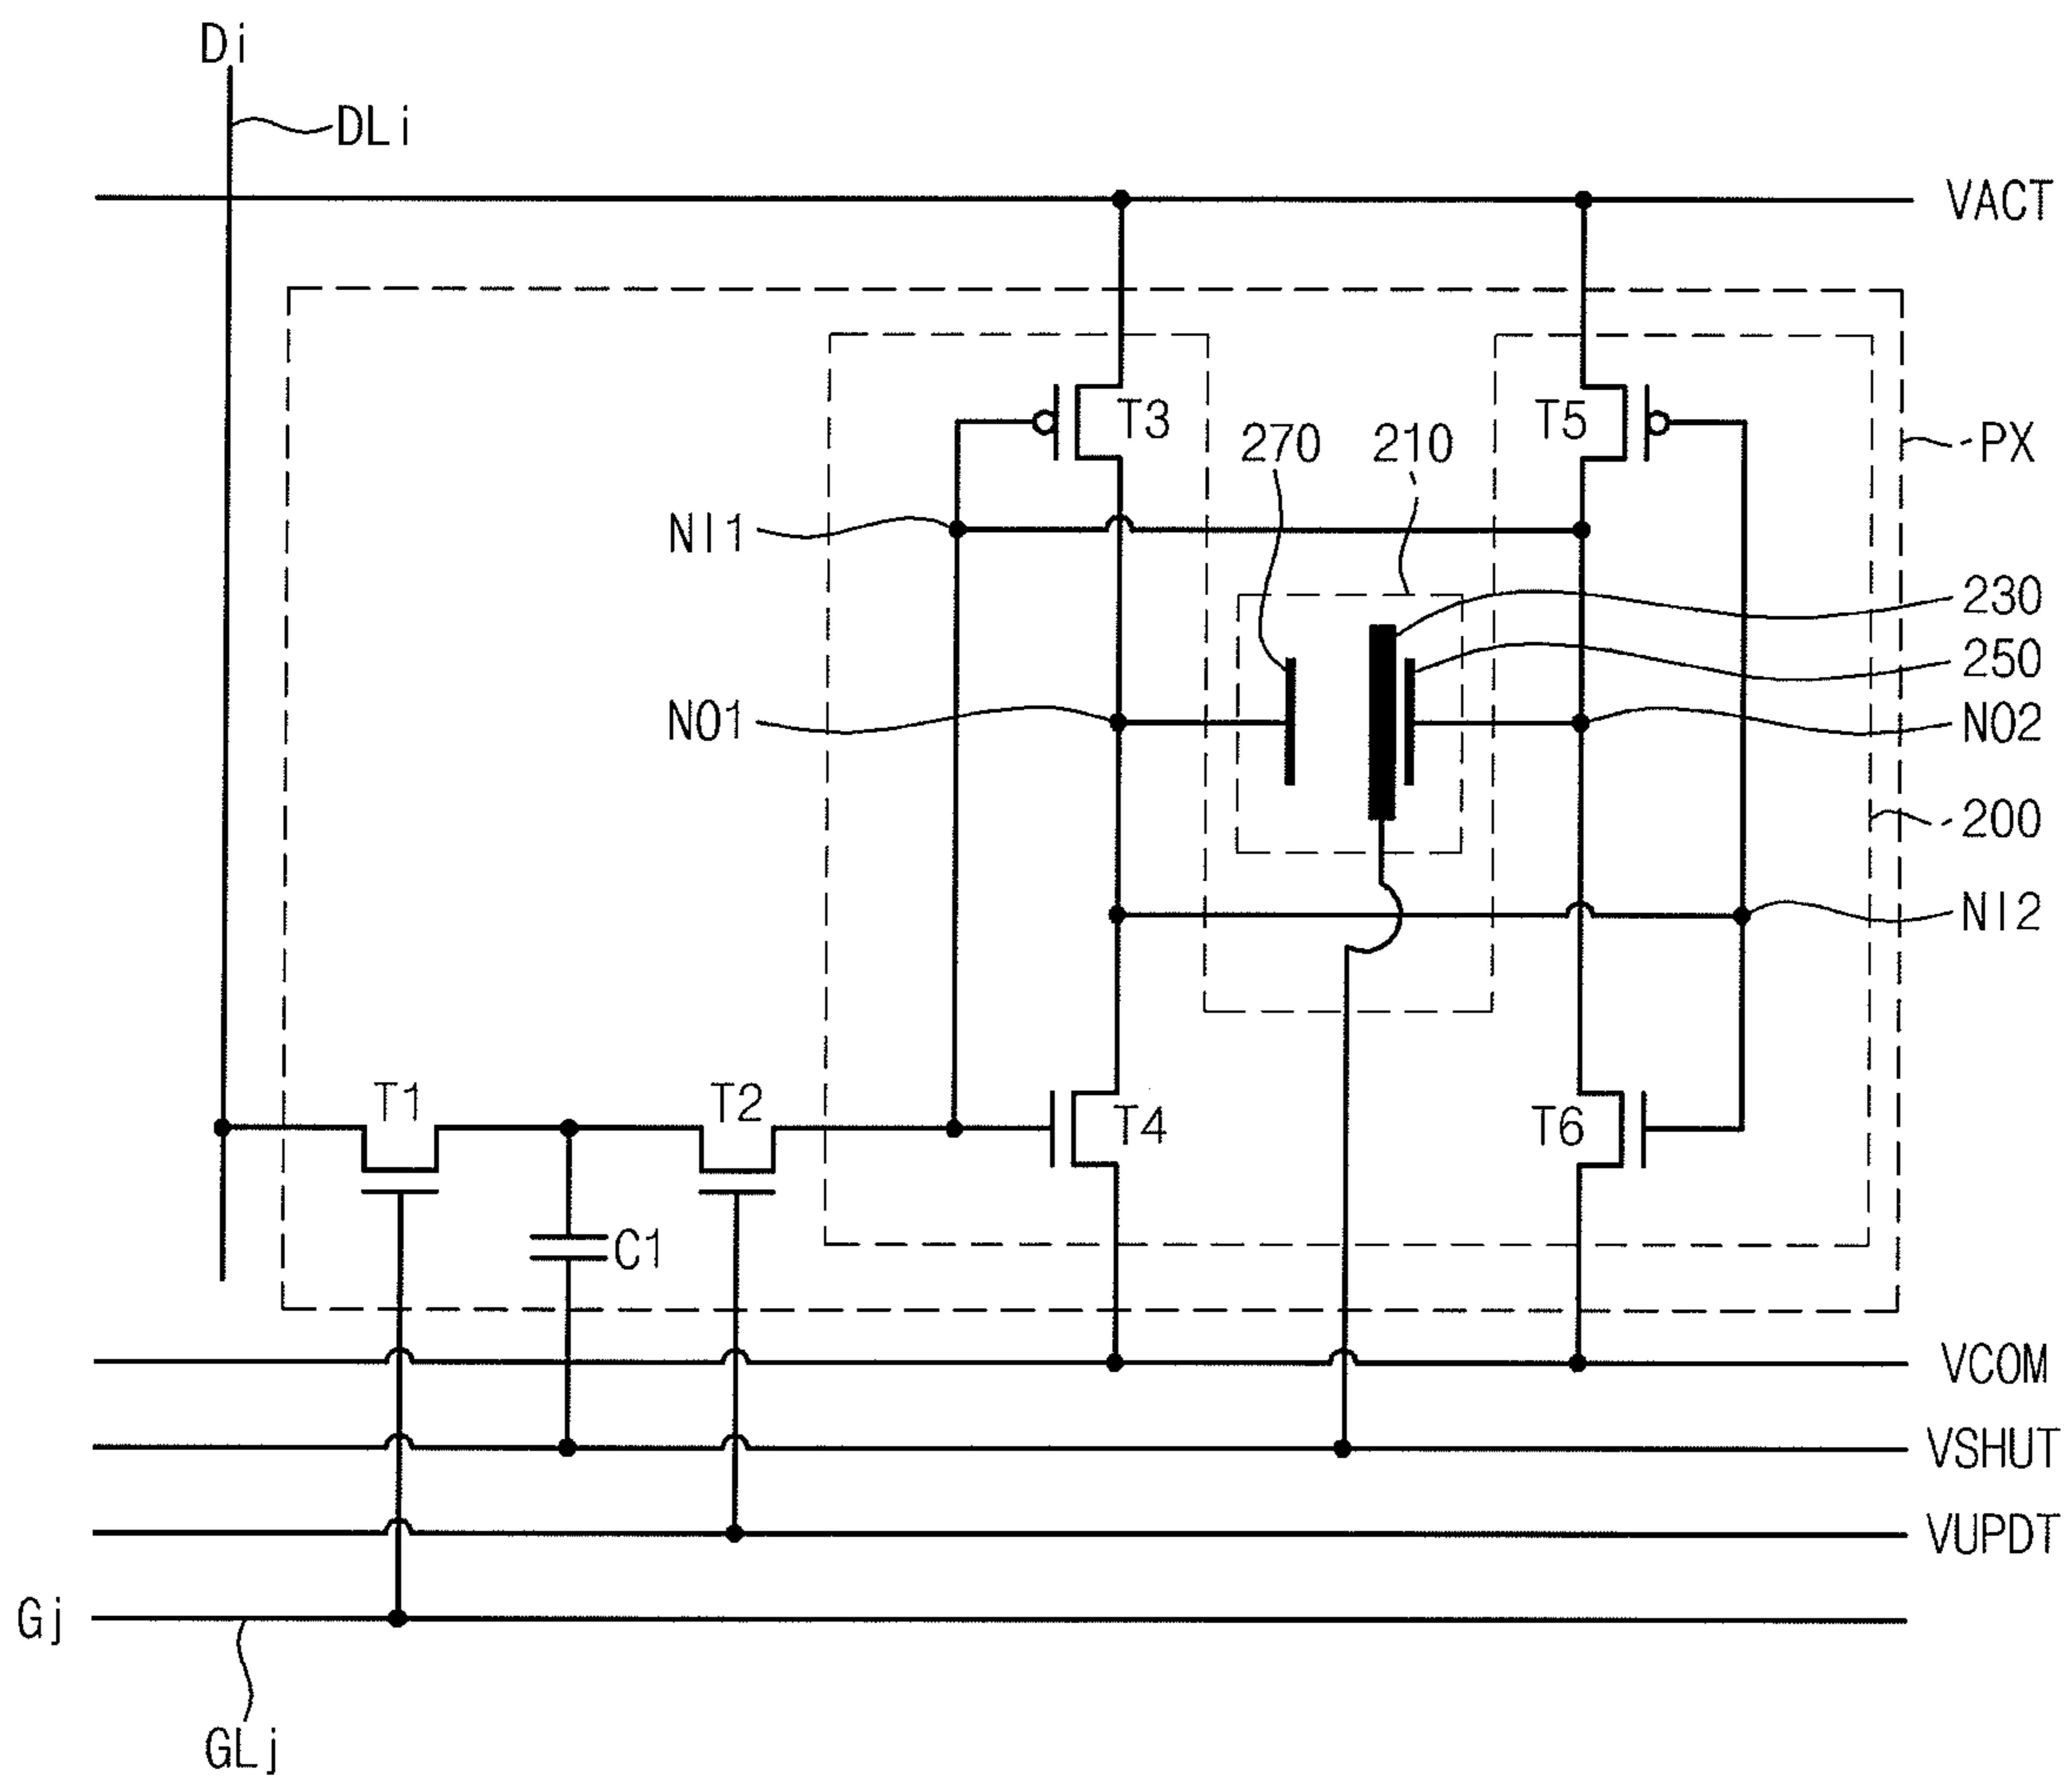 Di
DLi
VACT
T3
T5
270
210
PX
NI1
230
250
NO1
NO2
200
NI2
T1
T2
T4
T6
C1
VCOM
VSHUT
VUPDT
Gj
GLj